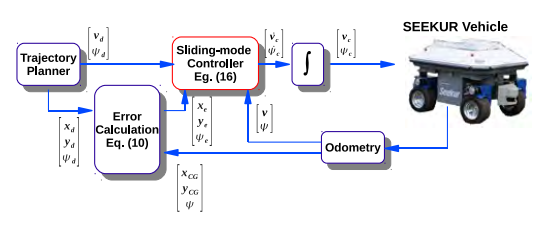 SEEKUR Vehicle
v_d
ψ_d
Sliding-mode
Controller
Eg. (16)
v̇_c
ψ̇_c
∫
v_c
ψ_c
Trajectory
Planner
Seekur
Error
Calculation
Eq. (10)
x_e
y_e
ψ_e
v
ψ
x_d
y_d
ψ_d
Odometry
x_CG
y_CG
ψ